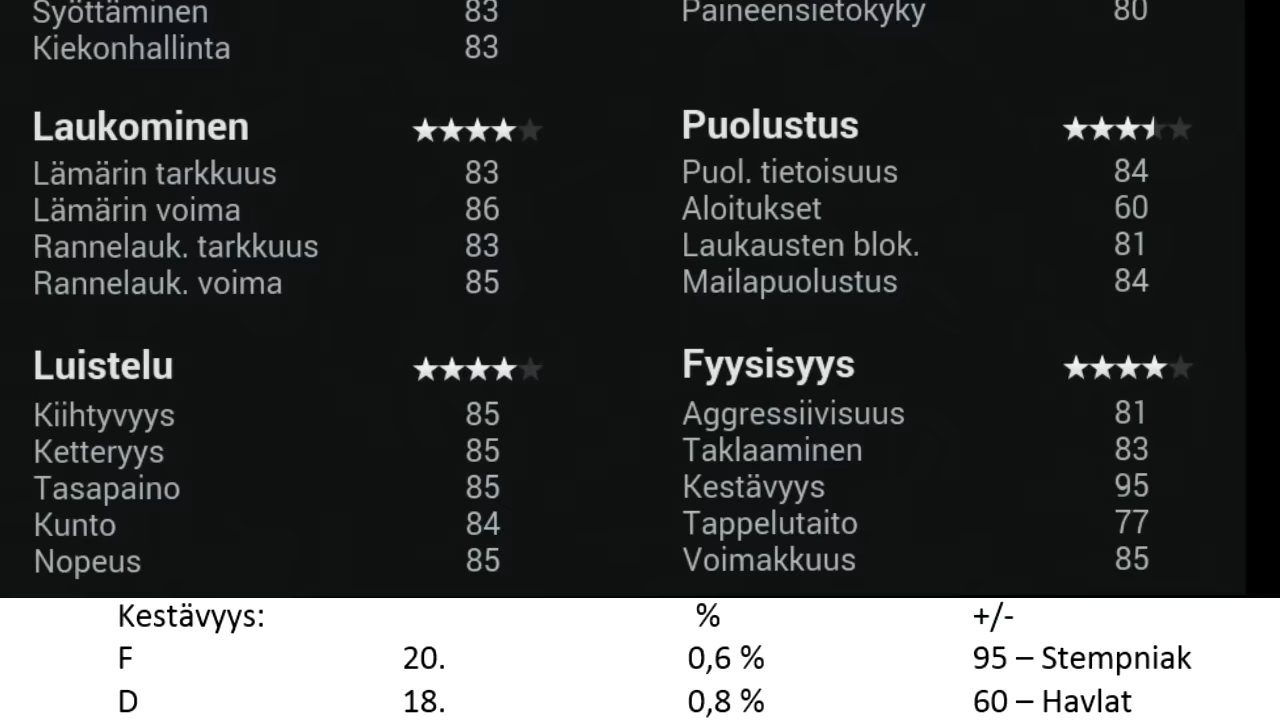 Syöttäminen 83
Kiekonhallinta 83
Paineensietokyky 80
Laukominen
Lämärin tarkkuus 83
Lämärin voima 86
Rannelauk. tarkkuus 83
Rannelauk. voima 85
Puolustus
Puol. tietoisuus 84
Aloitukset 60
Laukausten blok. 81
Mailapuolustus 84
Luistelu
Kiihtyvyys 85
Ketteryys 85
Tasapaino 85
Kunto 84
Nopeus 85
Fyysisyys
Aggressiivisuus 81
Taklaaminen 83
Kestävyys 95
Tappelutaito 77
Voimakkuus 85
Kestävyys: % +/-
F 20. 0,6 % 95 – Stempniak
D 18. 0,8 % 60 – Havlat